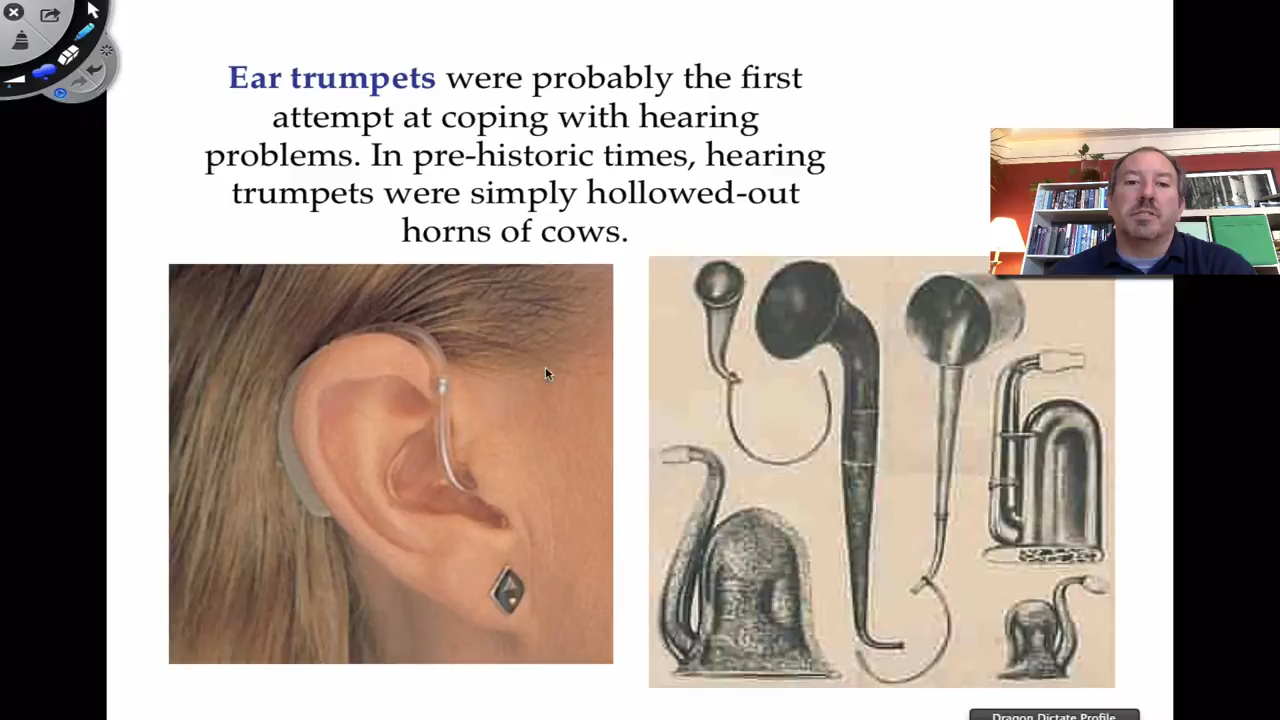 Ear trumpets were probably the first
attempt at coping with hearing
problems. In pre-historic times, hearing
trumpets were simply hollowed-out
horns of cows.
Dragon Dictate Profile